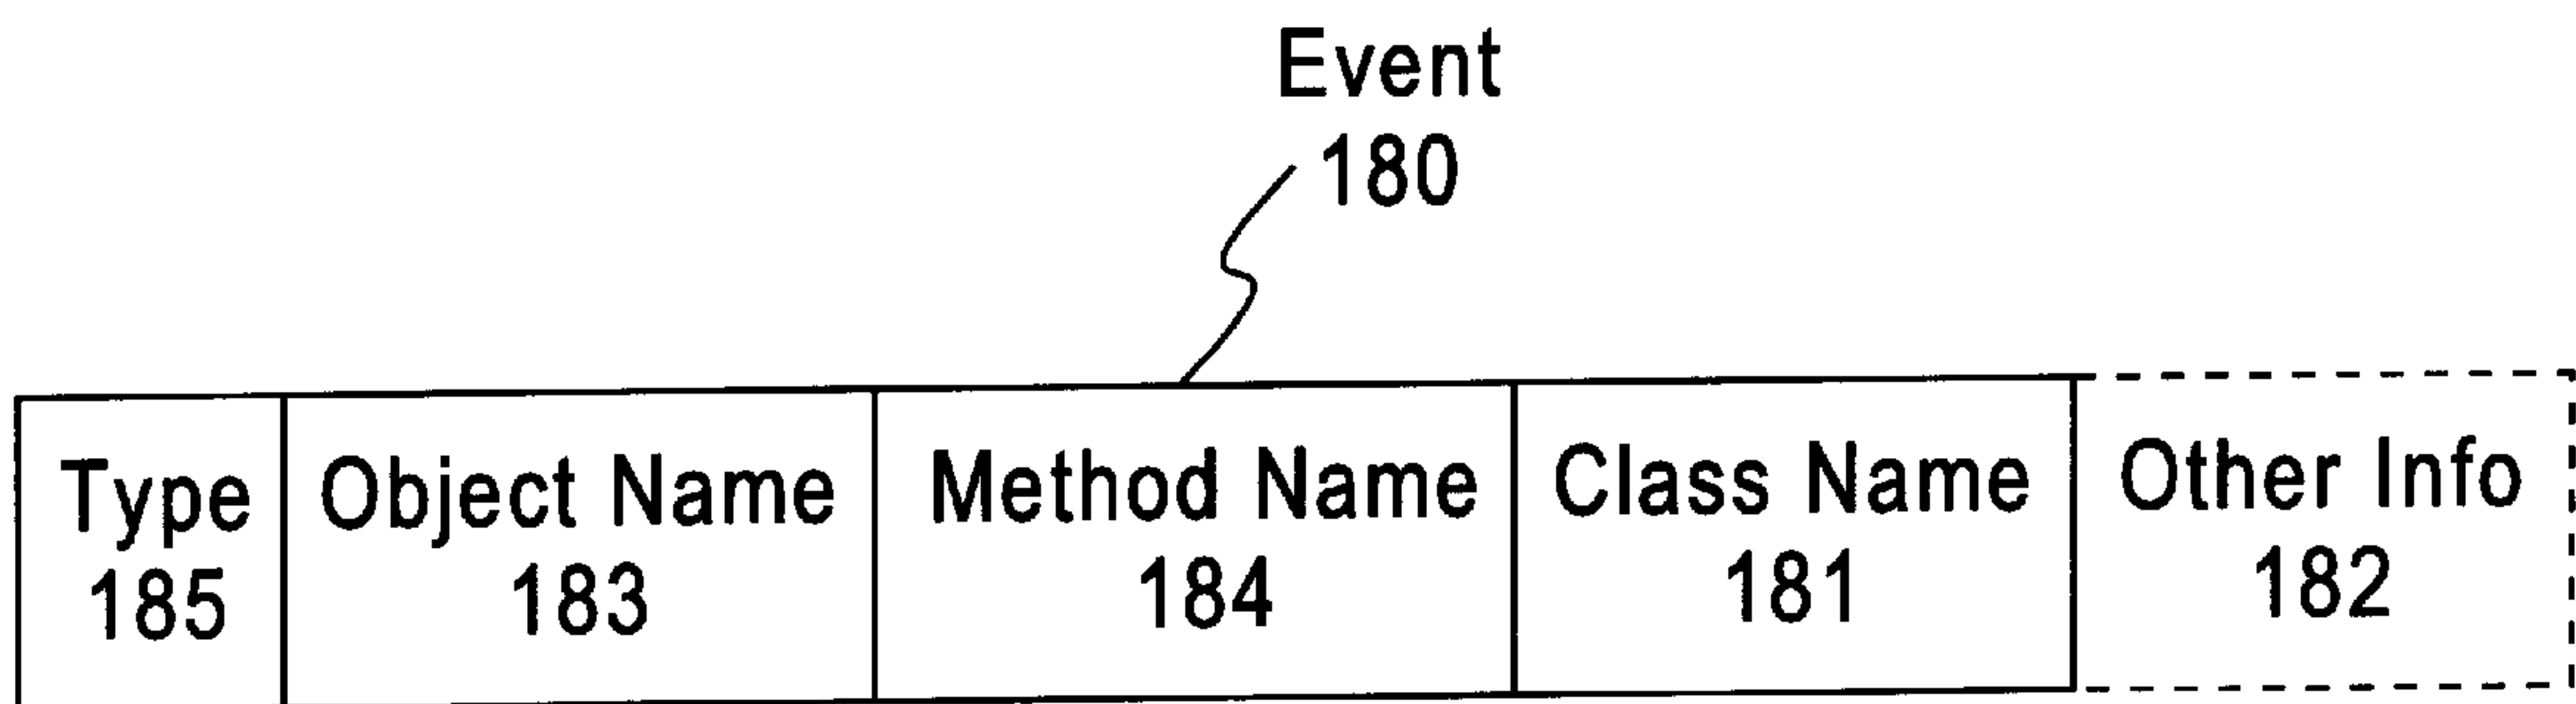 Event
180
Type
185
Object Name
183
Method Name
184
Class Name
181
Other Info
182